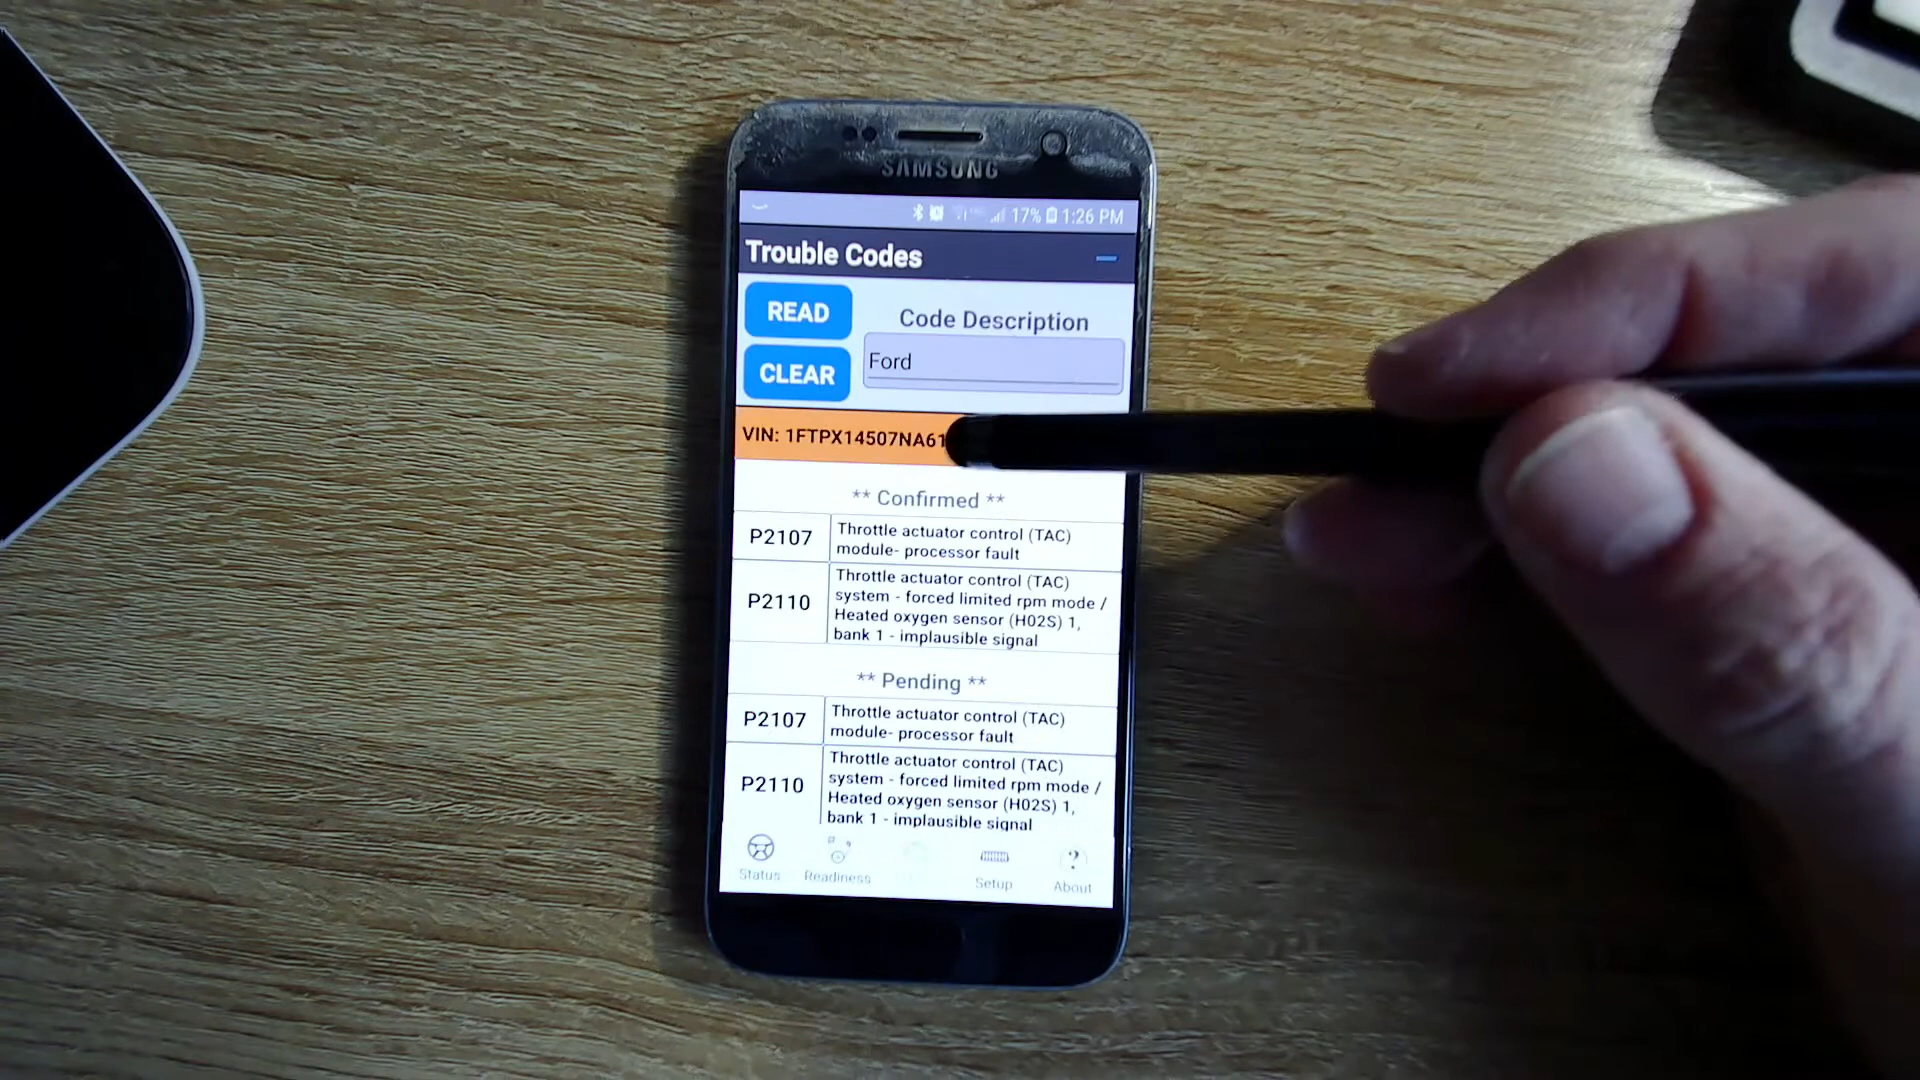 SAMSUNG
17% 1:26 PM
Trouble Codes
READ
Code Description
Ford
CLEAR
VIN: 1FTPX14507NA61
** Confirmed **
P2107
Throttle actuator control (TAC)
module- processor fault
P2110
Throttle actuator control (TAC)
system - forced limited rpm mode /
Heated oxygen sensor (H02S) 1,
bank 1 - implausible signal
** Pending **
P2107
Throttle actuator control (TAC)
module- processor fault
P2110
Throttle actuator control (TAC)
system - forced limited rpm mode /
Heated oxygen sensor (H02S) 1,
bank 1 - implausible signal
Status
Readiness
Setup
? About